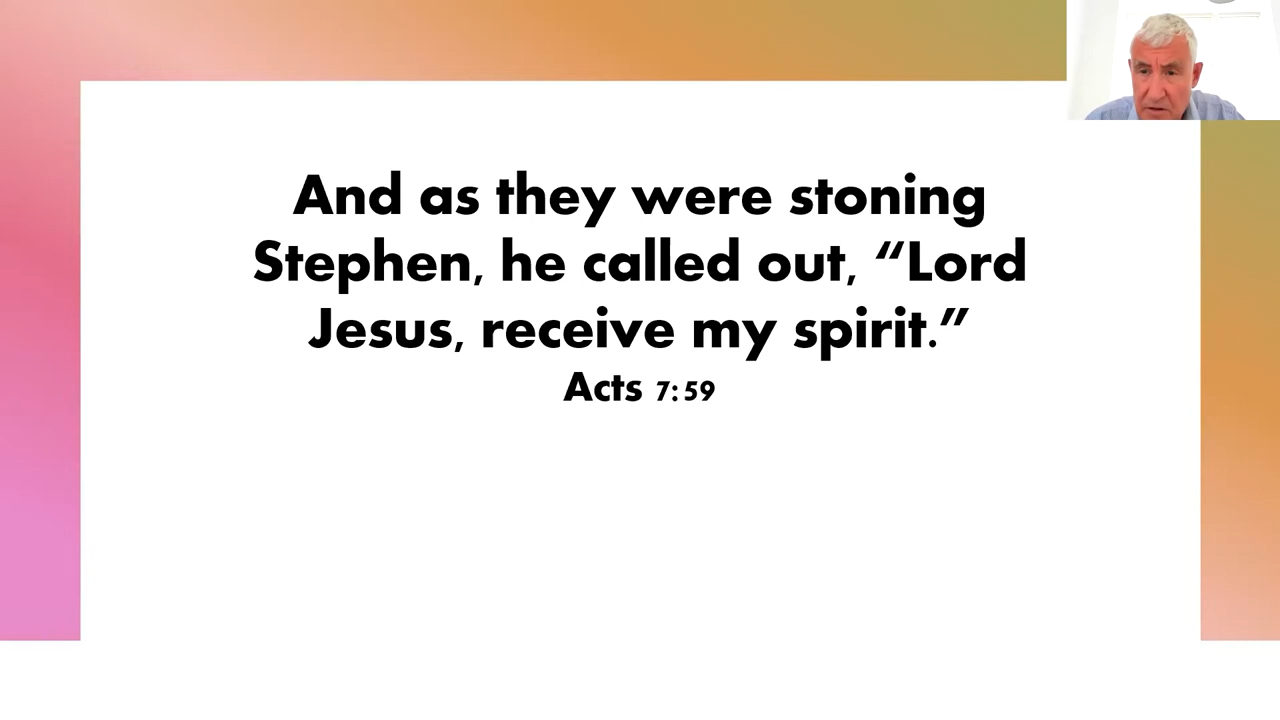 And as they were stoning
Stephen, he called out, “Lord
Jesus, receive my spirit.”
Acts 7:59